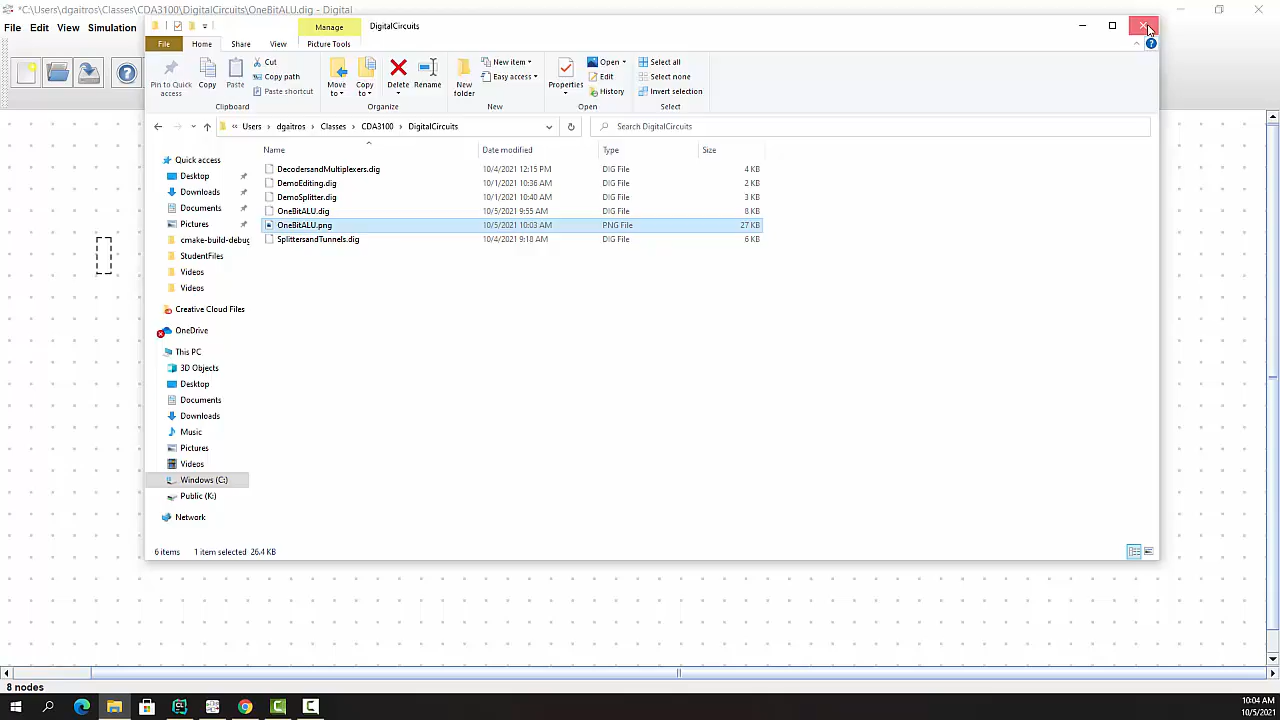 *C:\Users\dgaitros\Classes\CDA3100\DigitalCircuits\OneBitALU.dig - Digital
File Edit View Simulation
Manage
DigitalCircuits
File Home Share View Picture Tools
Pin to Quick access
Copy
Paste
Cut
Copy path
Paste shortcut
Clipboard
Move to
Copy to
Delete
Rename
Organize
New folder
New item
Easy access
New
Properties
Open
Edit
History
Open
Select all
Select none
Invert selection
Select
« Users > dgaitros > Classes > CDA3100 > DigitalCircuits
Search DigitalCircuits
Name Date modified Type Size
DecodersandMultiplexers.dig 10/4/2021 12:15 PM DIG File 4 KB
DemoEditing.dig 10/1/2021 10:36 AM DIG File 2 KB
DemoSplitter.dig 10/1/2021 10:40 AM DIG File 3 KB
OneBitALU.dig 10/5/2021 9:55 AM DIG File 8 KB
OneBitALU.png 10/5/2021 10:03 AM PNG File 27 KB
SplittersandTunnels.dig 10/4/2021 9:18 AM DIG File 6 KB
Quick access
Desktop
Downloads
Documents
Pictures
cmake-build-debug
StudentFiles
Videos
Videos
Creative Cloud Files
OneDrive
This PC
3D Objects
Desktop
Documents
Downloads
Music
Pictures
Videos
Windows (C:)
Public (K:)
Network
6 items 1 item selected 26.4 KB
8 nodes
10:04 AM
10/5/2021